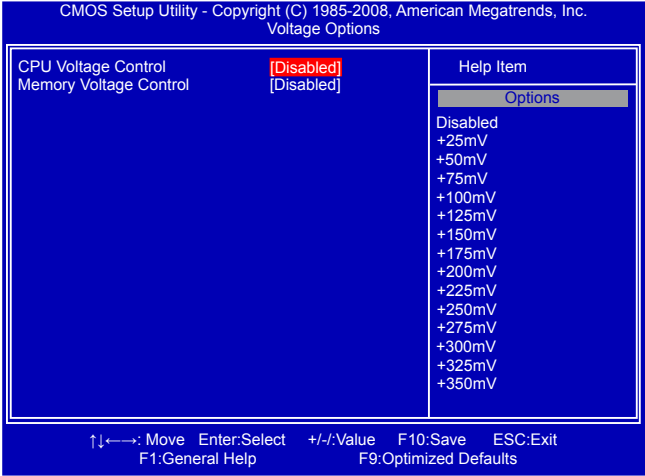 CMOS Setup Utility - Copyright (C) 1985-2008, American Megatrends, Inc.
Voltage Options
CPU Voltage Control [Disabled]
Memory Voltage Control [Disabled]
Help Item
Options
Disabled
+25mV
+50mV
+75mV
+100mV
+125mV
+150mV
+175mV
+200mV
+225mV
+250mV
+275mV
+300mV
+325mV
+350mV
↑↓←→: Move Enter:Select +/-/:Value F10:Save ESC:Exit
F1:General Help F9:Optimized Defaults